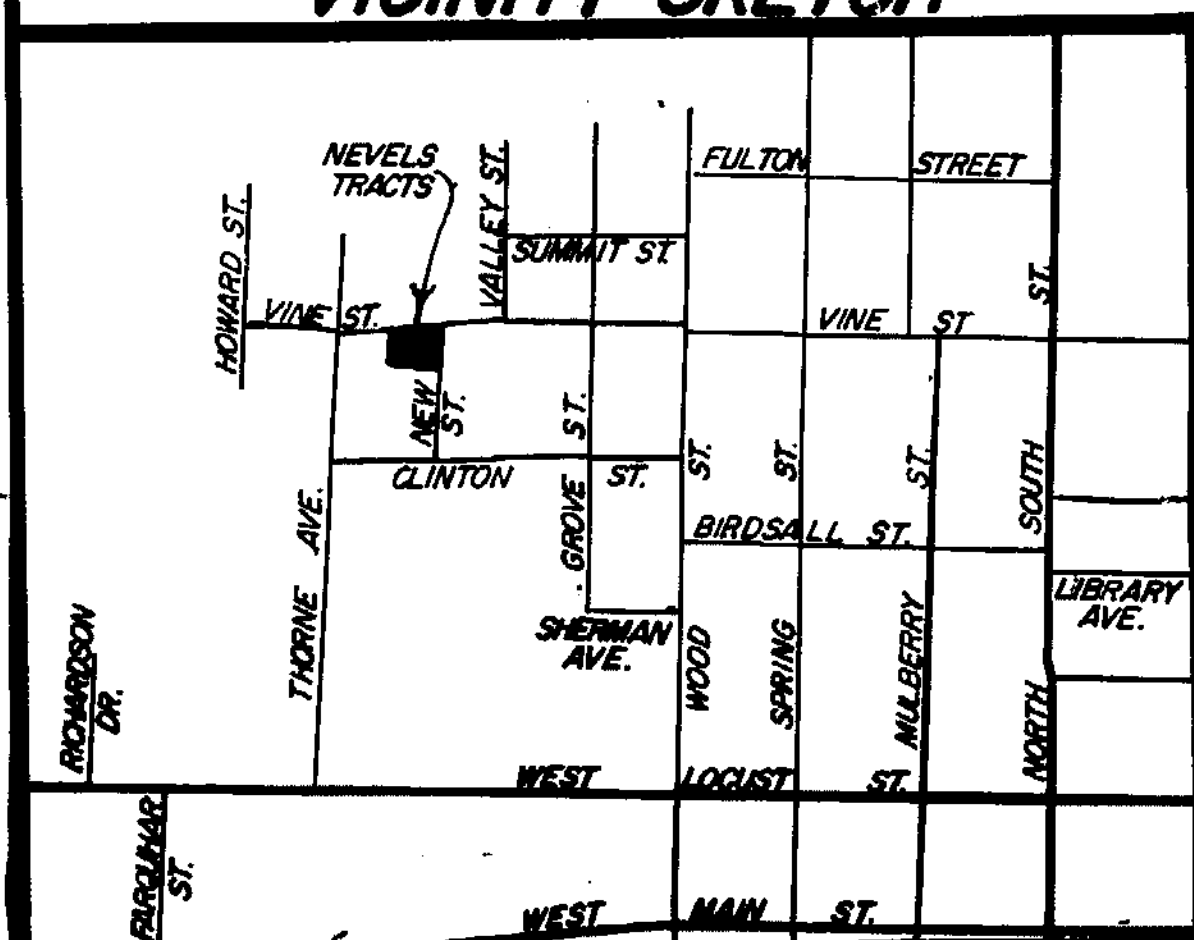 VICINITY SKETCH
NEVELS
TRACTS
VALLEY ST.
FULTON STREET
HOWARD ST.
SUMMIT ST.
VINE ST.
VINE ST
NEW
ST.
CLINTON ST.
GROVE ST.
THORNE AVE.
BIRDSALL ST.
SHERMAN
AVE.
WOOD ST.
SPRING ST.
MULBERRY ST.
NORTH SOUTH ST.
LIBRARY
AVE.
RICHARDSON
DR.
WEST LOCUST ST.
FARQUHAR
ST.
WEST MAIN ST.